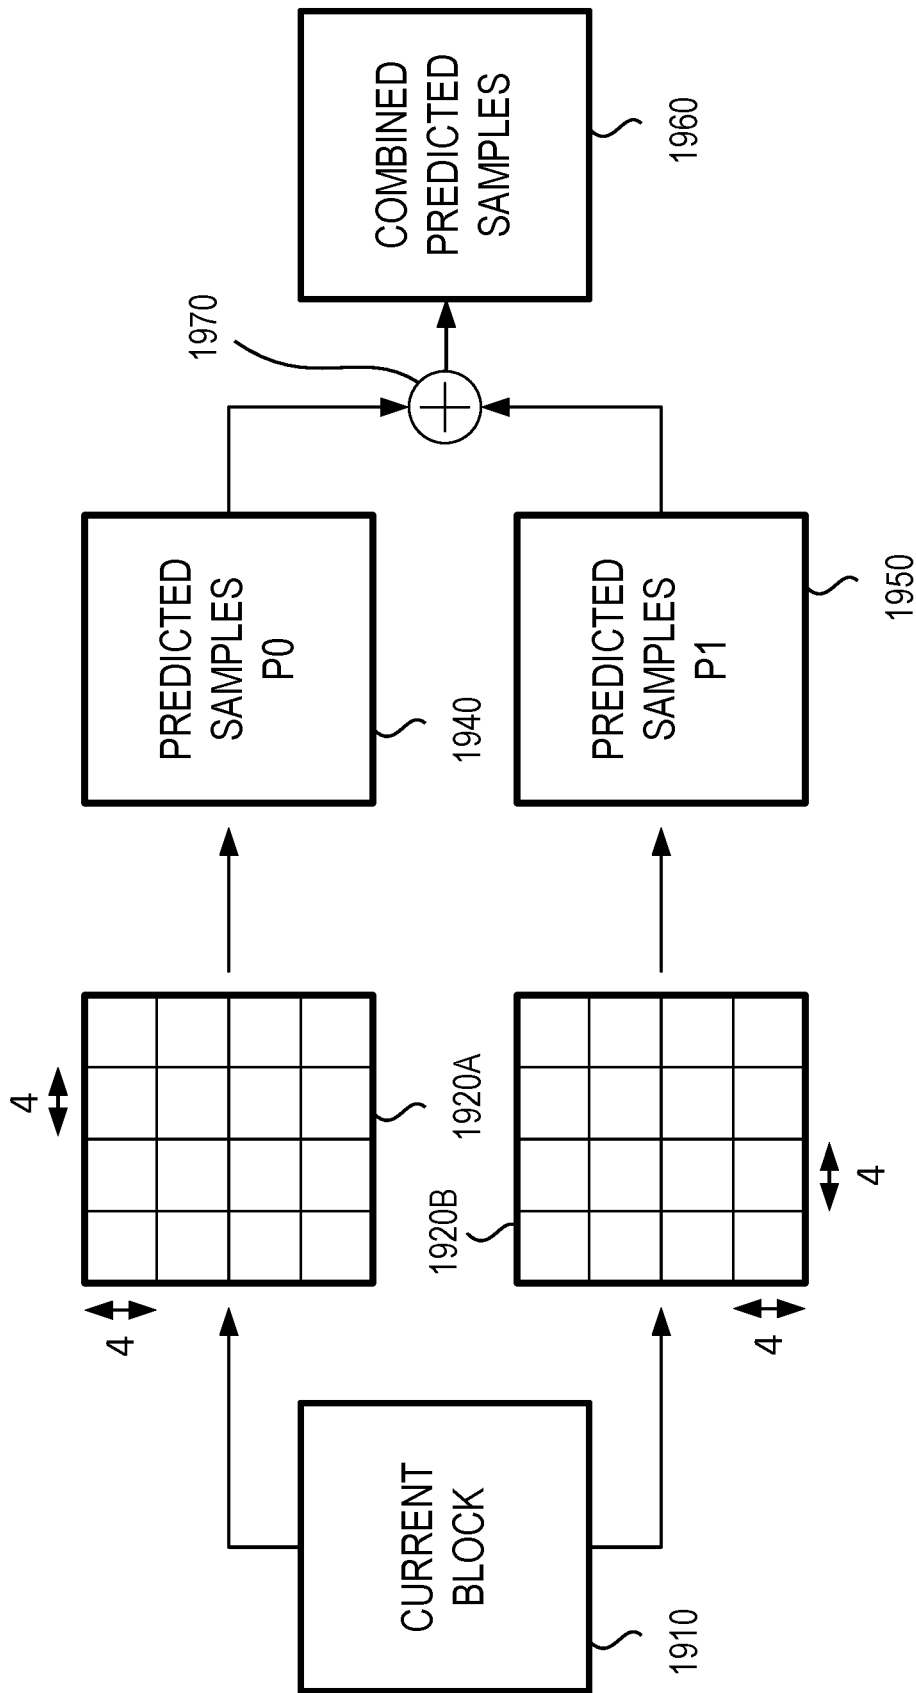 CURRENT
BLOCK
1910
4
4
1920A
1920B
4
4
PREDICTED
SAMPLES
P0
1940
PREDICTED
SAMPLES
P1
1950
1970
COMBINED
PREDICTED
SAMPLES
1960